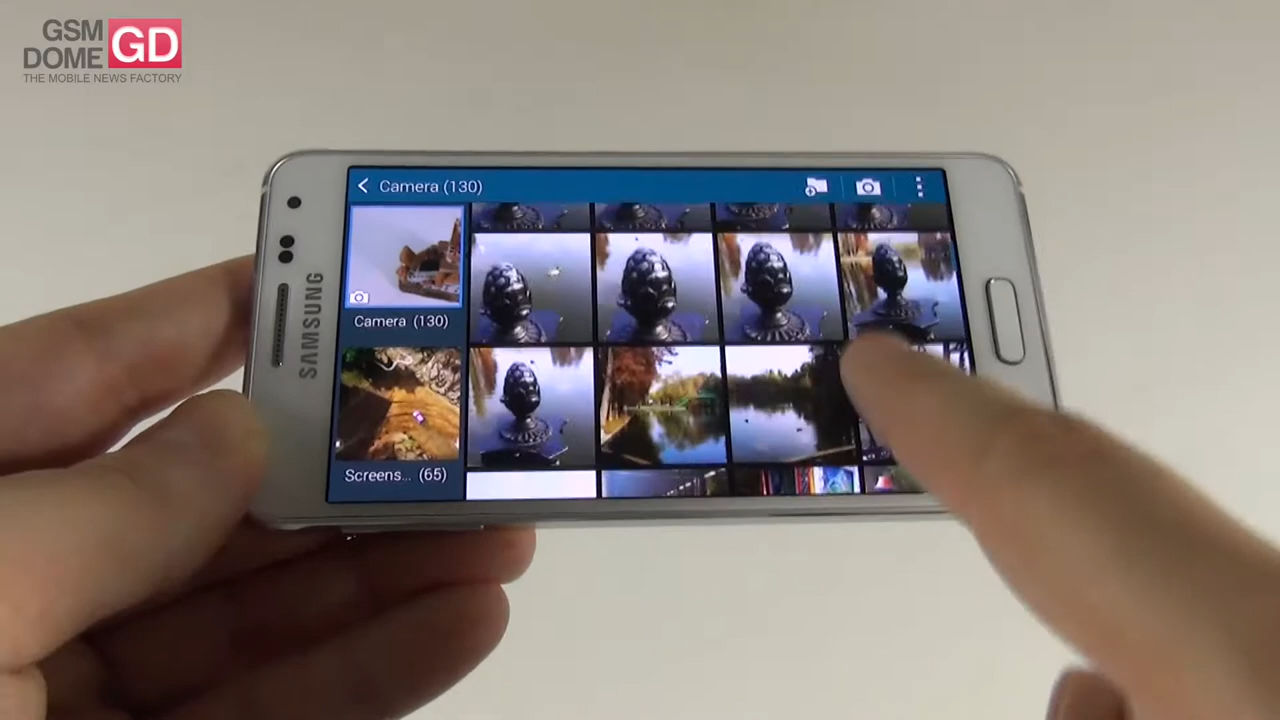 GSM
DOME GD
THE MOBILE NEWS FACTORY
Camera (130)
Camera (130)
Screens... (65)
SAMSUNG